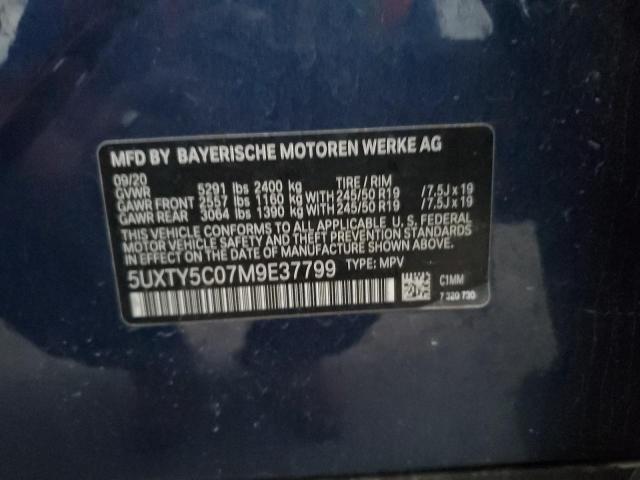 MFD BY BAYERISCHE MOTOREN WERKE AG
09/20 TIRE / RIM
GVWR 5291 lbs 2400 kg
GAWR FRONT 2557 lbs 1160 kg WITH 245/50 R19 /7.5J x 19
GAWR REAR 3064 lbs 1390 kg WITH 245/50 R19 /7.5J x 19
THIS VEHICLE CONFORMS TO ALL APPLICABLE U. S. FEDERAL
MOTOR VEHICLE SAFETY AND THEFT PREVENTION
STANDARDS IN EFFECT ON THE
DATE OF MANUFACTURE SHOWN ABOVE.
5UXTY5C07M9E37799 TYPE: MPV
C1MM
7 320 730